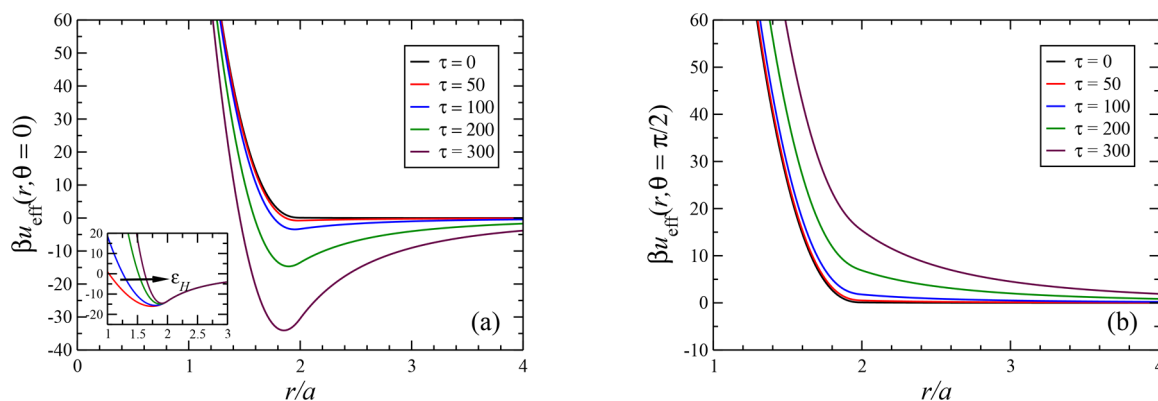 60
50
40
30
20
10
0
-10
-20
-30
-40
βu_eff(r,θ = 0)
τ = 0
τ = 50
τ = 100
τ = 200
τ = 300
20
10
0
-10
-20
1 1.5 2 2.5 3
ε_H
(a)
0 1 2 3 4
r/a
60
50
40
30
20
10
0
-10
βu_eff(r,θ = π/2)
τ = 0
τ = 50
τ = 100
τ = 200
τ = 300
(b)
1 2 3 4
r/a